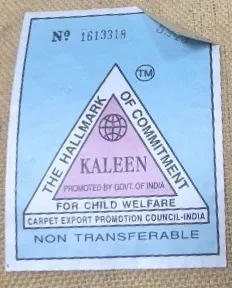 Nº 1613318
TM
THE HALLMARK OF COMMITMENT
KALEEN
PROMOTED BY GOVT. OF INDIA
FOR CHILD WELFARE
CARPET EXPORT PROMOTION COUNCIL-INDIA
NON TRANSFERABLE